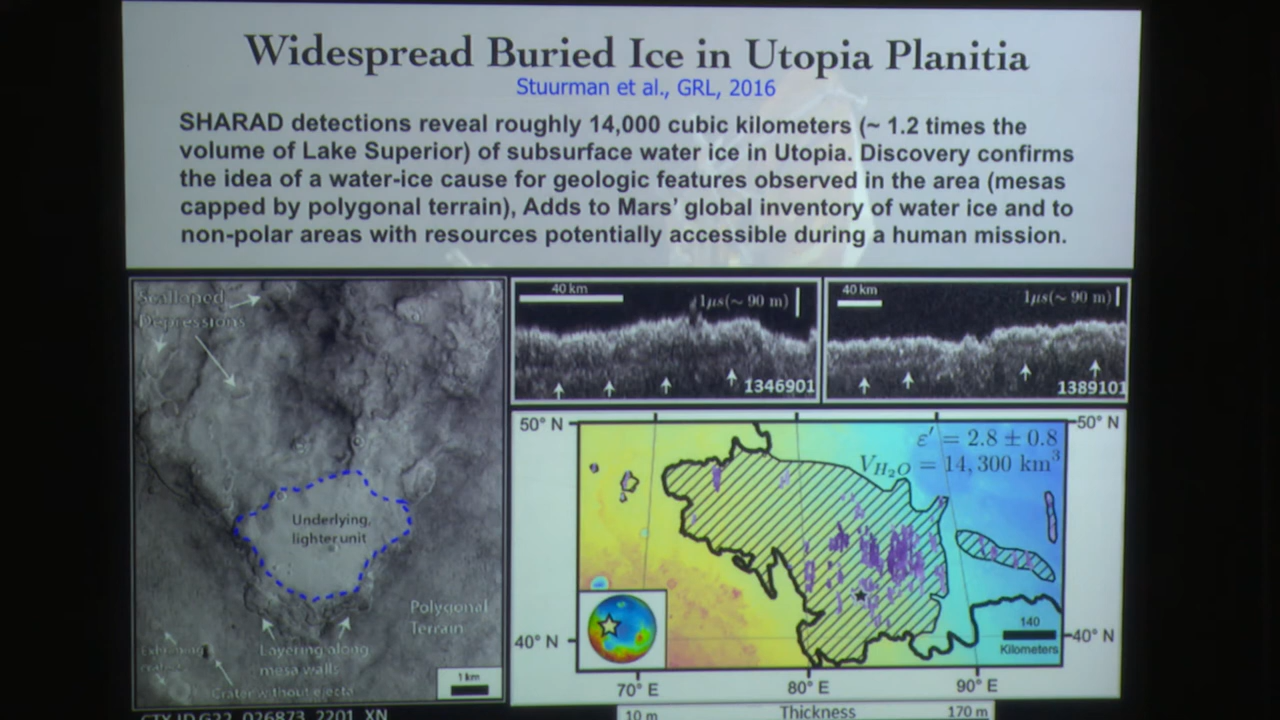 Widespread Buried Ice in Utopia Planitia
Stuurman et al., GRL, 2016
SHARAD detections reveal roughly 14,000 cubic kilometers (~ 1.2 times the
volume of Lake Superior) of subsurface water ice in Utopia. Discovery confirms
the idea of a water-ice cause for geologic features observed in the area (mesas
capped by polygonal terrain), Adds to Mars' global inventory of water ice and to
non-polar areas with resources potentially accessible during a human mission.
Scalloped
Depressions
Underlying,
lighter unit
Polygonal
Terrain
Layering along
mesa walls
Crater without ejecta
1 km
CTX ID G22_026873_2201_XN
40 km
1μs(~ 90 m)
1346901
40 km
1μs(~ 90 m)
1389101
50° N
50° N
ε′ = 2.8 ± 0.8
V_H₂O = 14,300 km³
40° N
40° N
140
Kilometers
70° E
80° E
90° E
10 m
Thickness
170 m